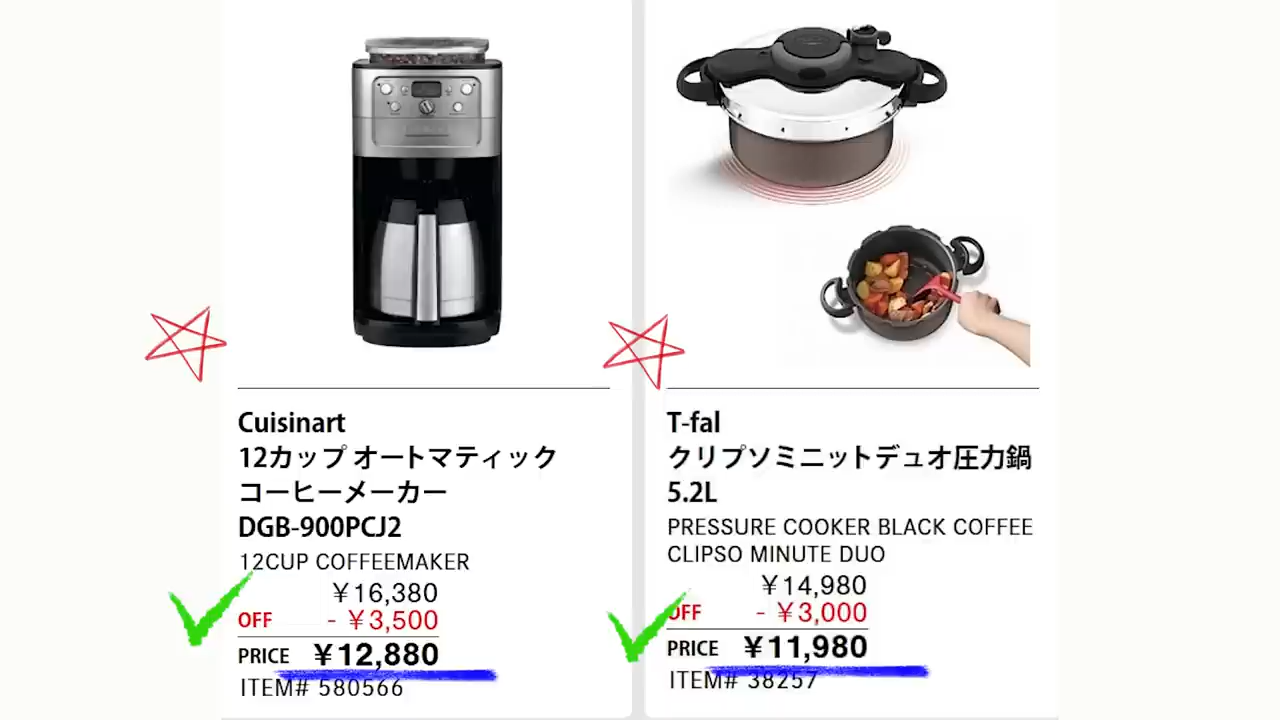 Cuisinart
12カップ オートマティック
コーヒーメーカー
DGB-900PCJ2
12CUP COFFEEMAKER
￥16,380
OFF - ￥3,500
PRICE ￥12,880
ITEM# 580566
T-fal
クリプソミニットデュオ圧力鍋
5.2L
PRESSURE COOKER BLACK COFFEE
CLIPSO MINUTE DUO
￥14,980
OFF - ￥3,000
PRICE ￥11,980
ITEM# 38257